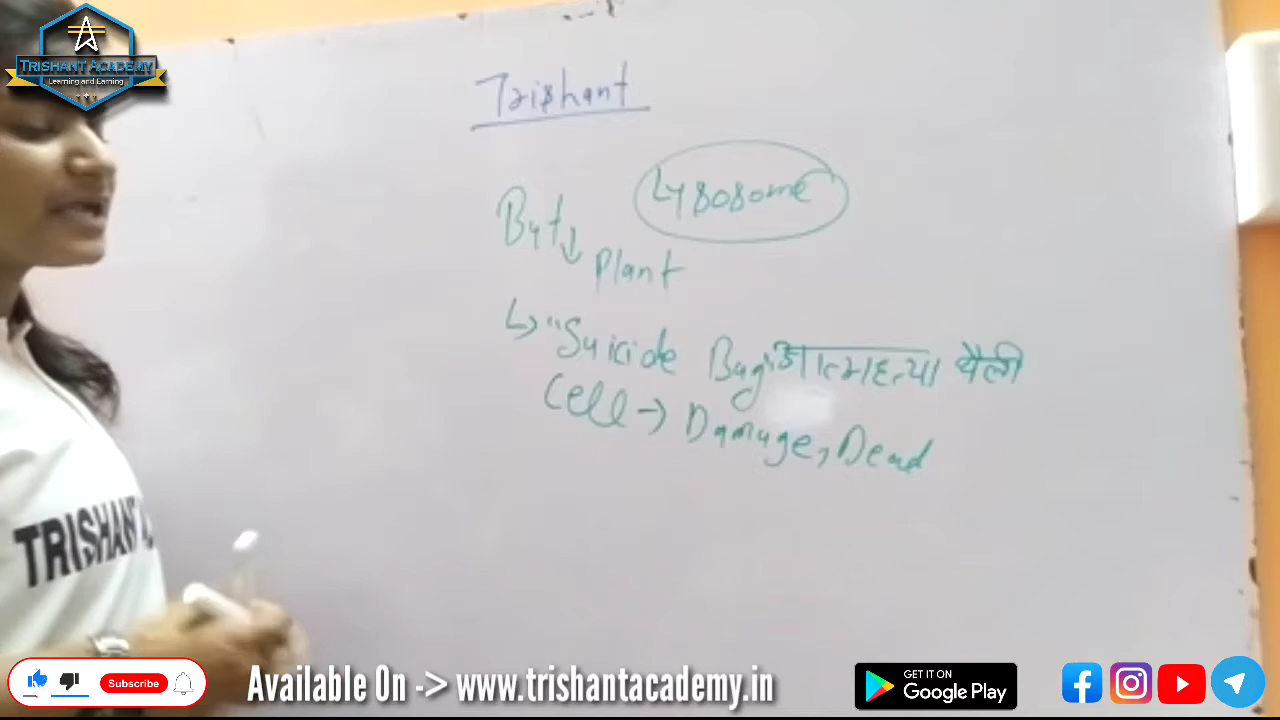 TRISHANT ACADEMY
Learning and Earning
Trishant
Lysosome
But
Plant
↳ "Suicide Bag" आत्महत्या थैली
Cell → Damage, Dead
TRISHANT A
Subscribe
Available On -> www.trishantacademy.in
GET IT ON
Google Play